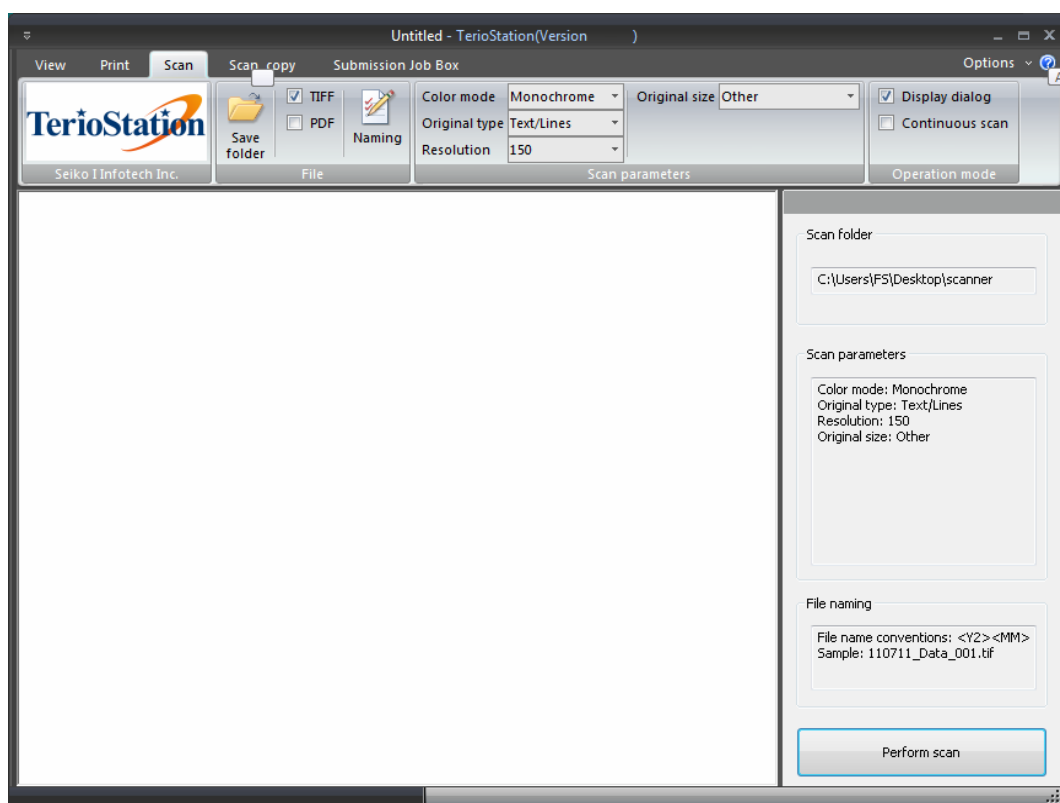 Untitled - TerioStation(Version )
View Print Scan Scan_copy Submission Job Box Options
TerioStation
Save folder
TIFF
PDF
Naming
Color mode Monochrome
Original type Text/Lines
Resolution 150
Original size Other
Display dialog
Continuous scan
Seiko I Infotech Inc. File Scan parameters Operation mode
Scan folder
C:\Users\FS\Desktop\scanner
Scan parameters
Color mode: Monochrome
Original type: Text/Lines
Resolution: 150
Original size: Other
File naming
File name conventions: <Y2><MM>
Sample: 110711_Data_001.tif
Perform scan